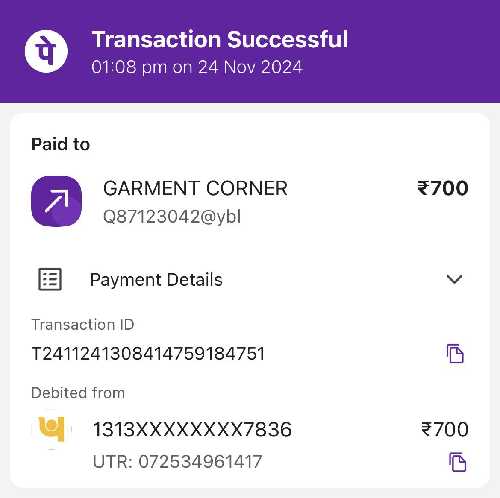 पे
Transaction Successful
01:08 pm on 24 Nov 2024
Paid to
GARMENT CORNER ₹700
Q87123042@ybl
Payment Details
Transaction ID
T2411241308414759184751
Debited from
1313XXXXXXXX7836 ₹700
UTR: 072534961417